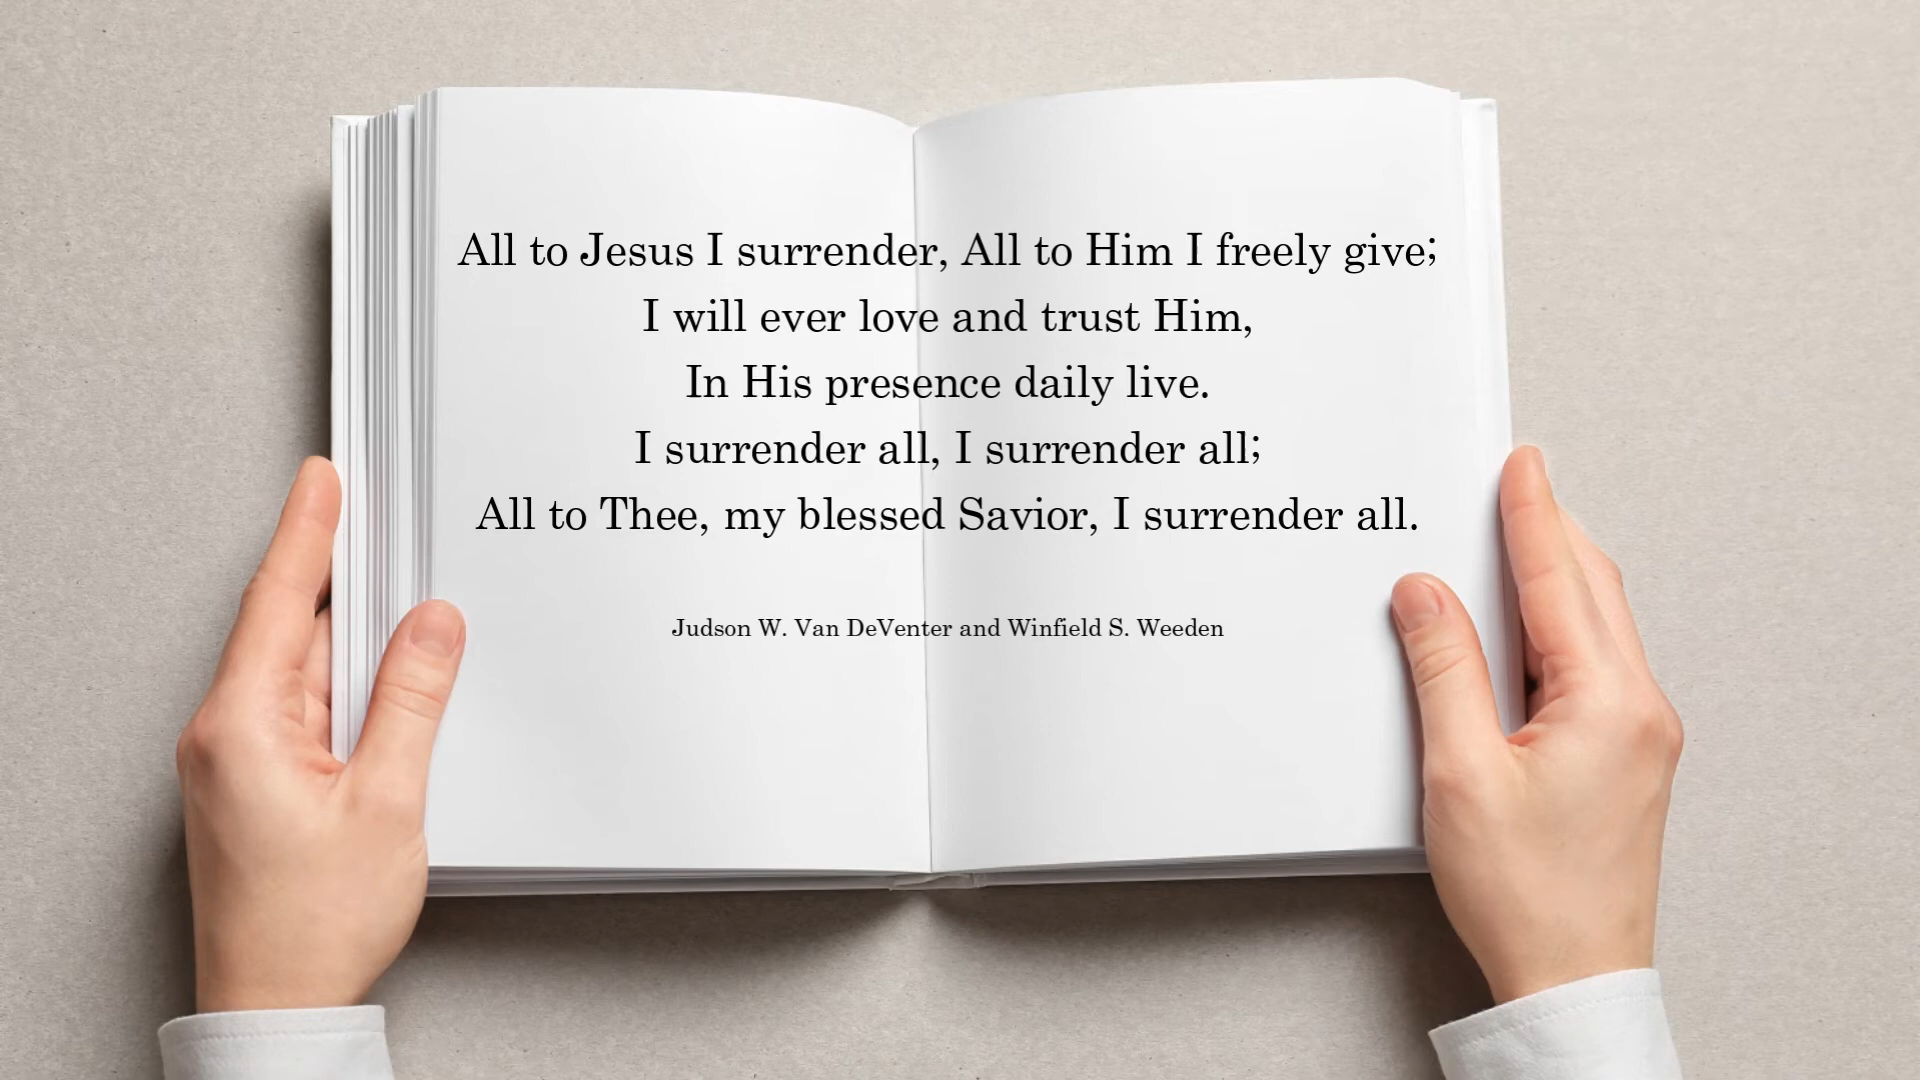 All to Jesus I surrender, All to Him I freely give;
I will ever love and trust Him,
In His presence daily live.
I surrender all, I surrender all;
All to Thee, my blessed Savior, I surrender all.
Judson W. Van DeVenter and Winfield S. Weeden